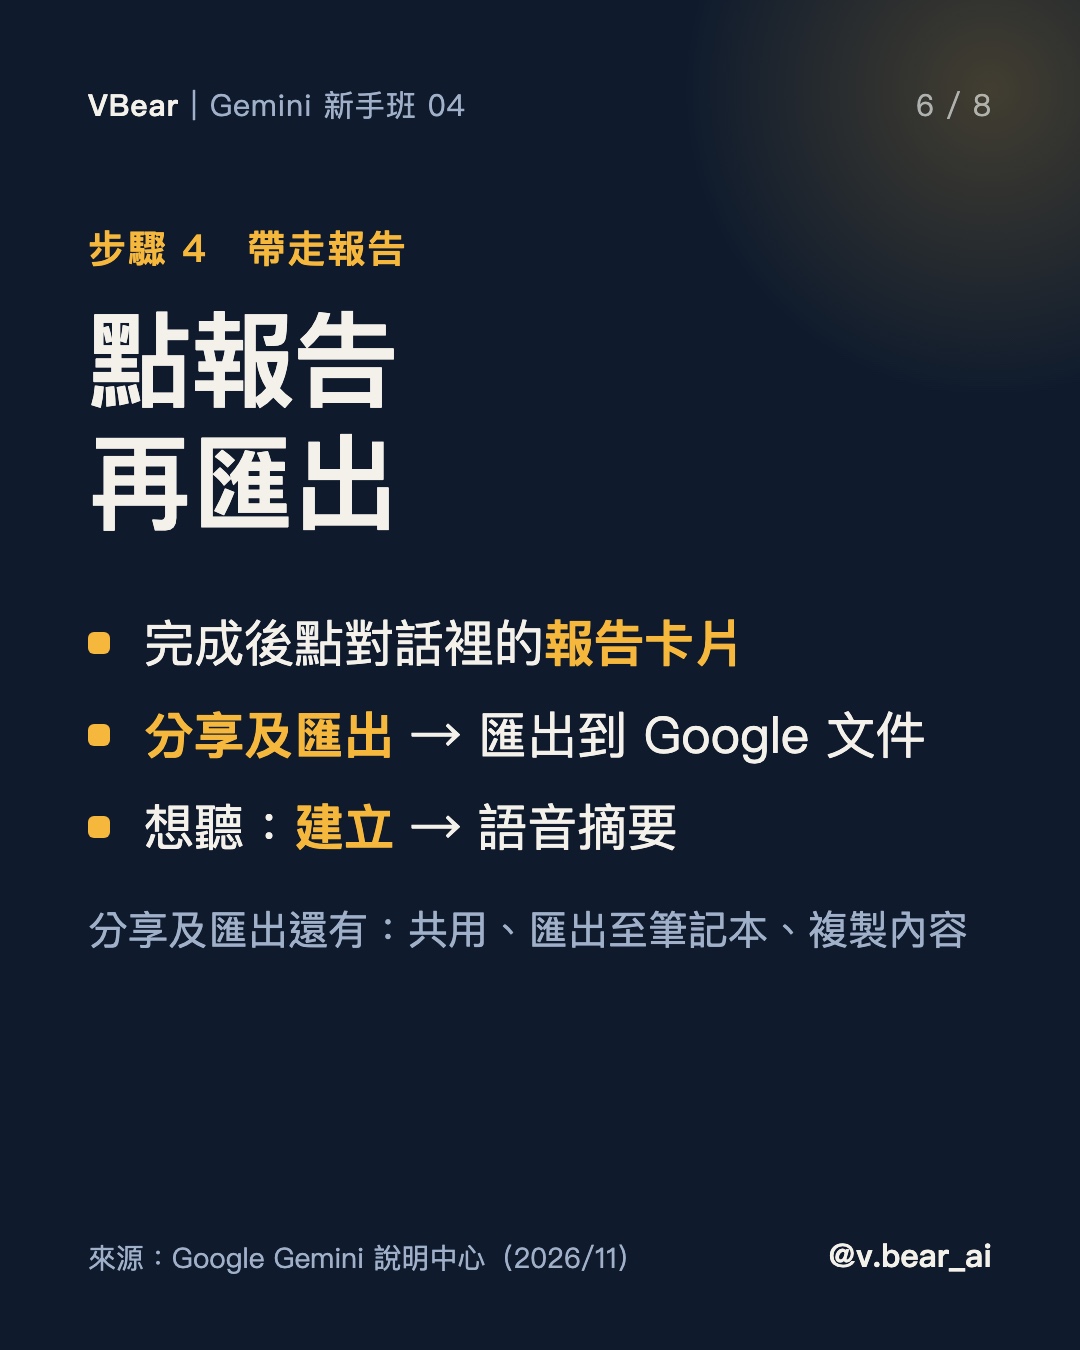 VBear｜Gemini 新手班 04
6 / 8
步驟 4　帶走報告
點報告
再匯出
完成後點對話裡的報告卡片
分享及匯出 → 匯出到 Google 文件
想聽：建立 → 語音摘要
分享及匯出還有：共用、匯出至筆記本、複製內容
來源：Google Gemini 說明中心（2026/11）
@v.bear_ai